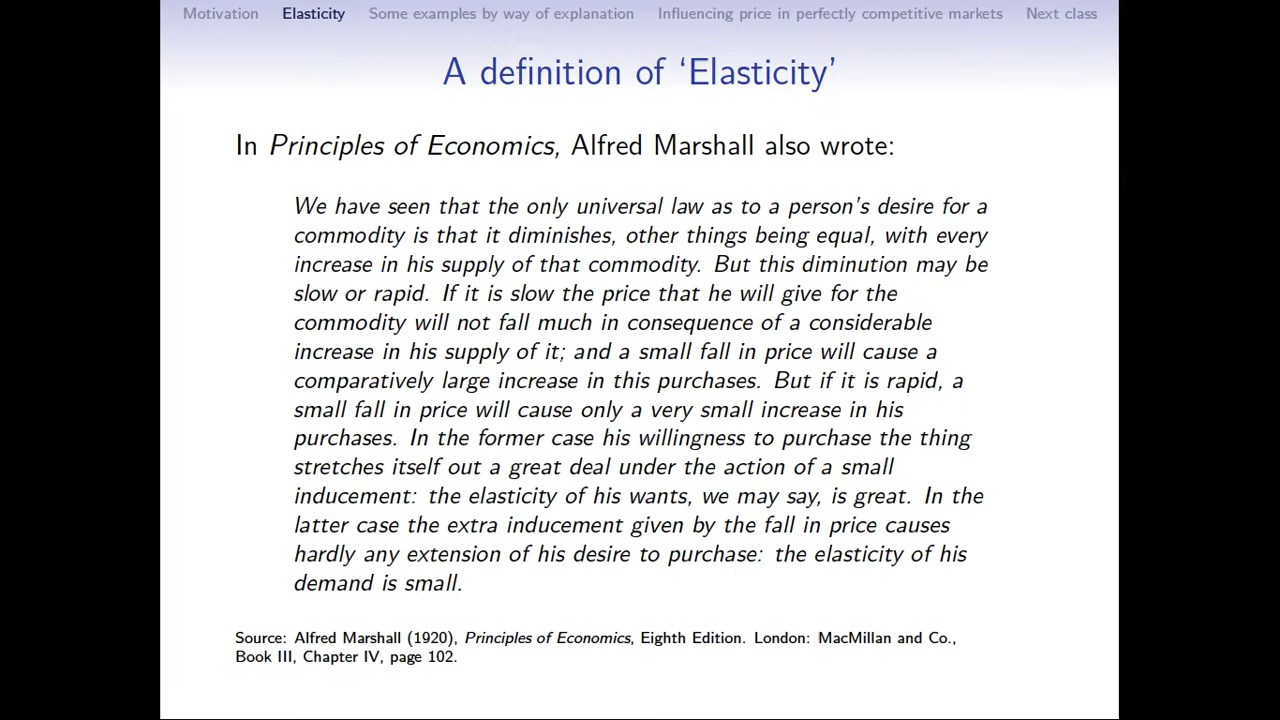 Motivation Elasticity Some examples by way of explanation Influencing price in perfectly competitive markets Next class
A definition of ‘Elasticity’
In Principles of Economics, Alfred Marshall also wrote:
We have seen that the only universal law as to a person’s desire for a
commodity is that it diminishes, other things being equal, with every
increase in his supply of that commodity. But this diminution may be
slow or rapid. If it is slow the price that he will give for the
commodity will not fall much in consequence of a considerable
increase in his supply of it; and a small fall in price will cause a
comparatively large increase in this purchases. But if it is rapid, a
small fall in price will cause only a very small increase in his
purchases. In the former case his willingness to purchase the thing
stretches itself out a great deal under the action of a small
inducement: the elasticity of his wants, we may say, is great. In the
latter case the extra inducement given by the fall in price causes
hardly any extension of his desire to purchase: the elasticity of his
demand is small.
Source: Alfred Marshall (1920), Principles of Economics, Eighth Edition. London: MacMillan and Co.,
Book III, Chapter IV, page 102.